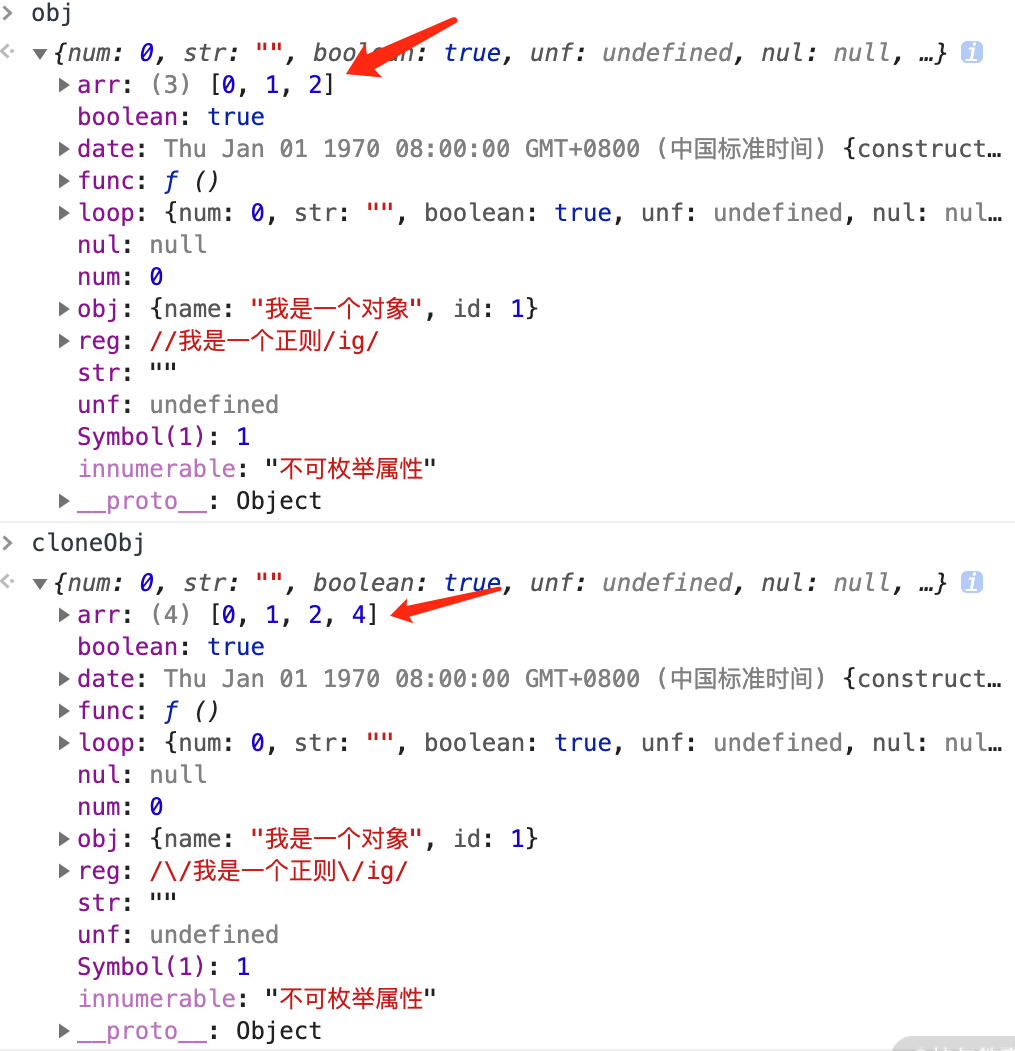 > obj
{num: 0, str: "", boolean: true, unf: undefined, nul: null, …} i
arr: (3) [0, 1, 2]
boolean: true
date: Thu Jan 01 1970 08:00:00 GMT+0800 (中国标准时间) {construct…
func: ƒ ()
loop: {num: 0, str: "", boolean: true, unf: undefined, nul: nul…
nul: null
num: 0
obj: {name: "我是一个对象", id: 1}
reg: //我是一个正则/ig/
str: ""
unf: undefined
Symbol(1): 1
innumerable: "不可枚举属性"
__proto__: Object
> cloneObj
{num: 0, str: "", boolean: true, unf: undefined, nul: null, …} i
arr: (4) [0, 1, 2, 4]
boolean: true
date: Thu Jan 01 1970 08:00:00 GMT+0800 (中国标准时间) {construct…
func: ƒ ()
loop: {num: 0, str: "", boolean: true, unf: undefined, nul: nul…
nul: null
num: 0
obj: {name: "我是一个对象", id: 1}
reg: /\/我是一个正则\/ig/
str: ""
unf: undefined
Symbol(1): 1
innumerable: "不可枚举属性"
__proto__: Object